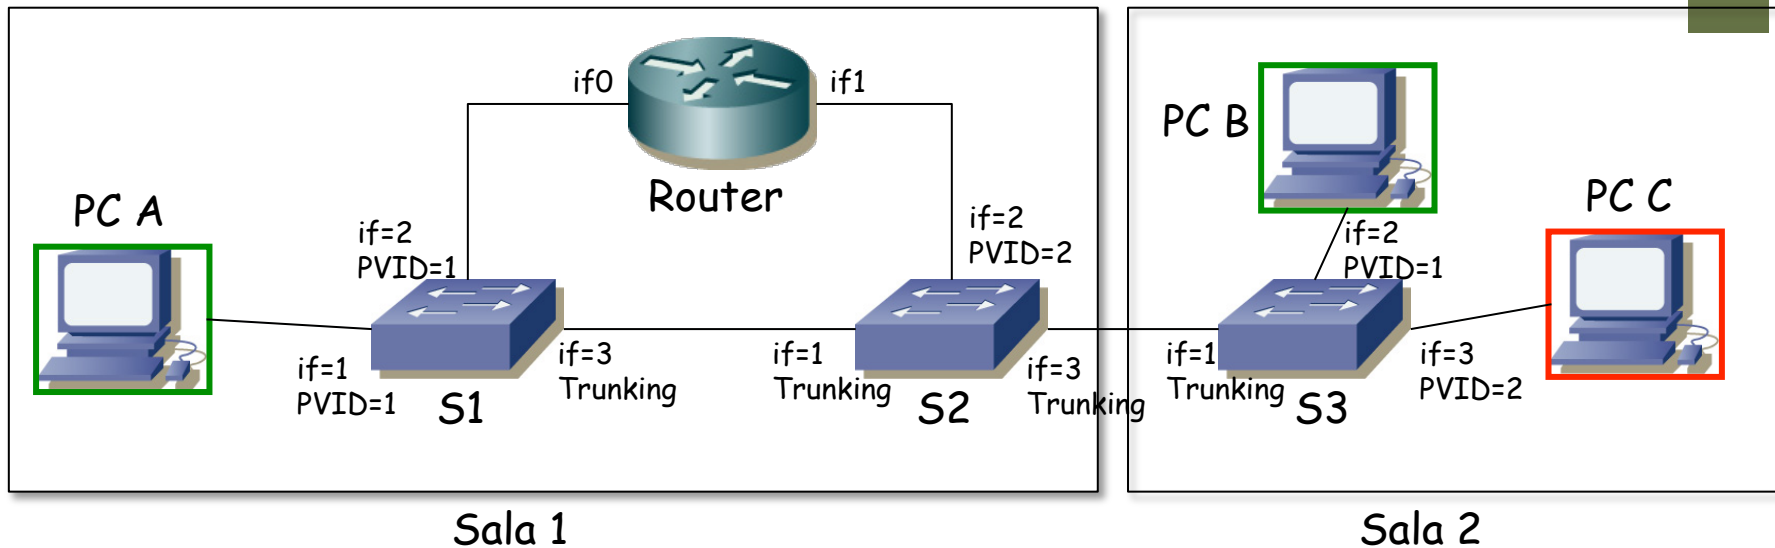 if0
if1
Router
PC A
if=2
PVID=1
if=1
PVID=1
S1
if=3
Trunking
if=2
PVID=2
if=1
Trunking
S2
if=3
Trunking
PC B
if=2
PVID=1
PC C
if=1
Trunking
S3
if=3
PVID=2
Sala 1
Sala 2